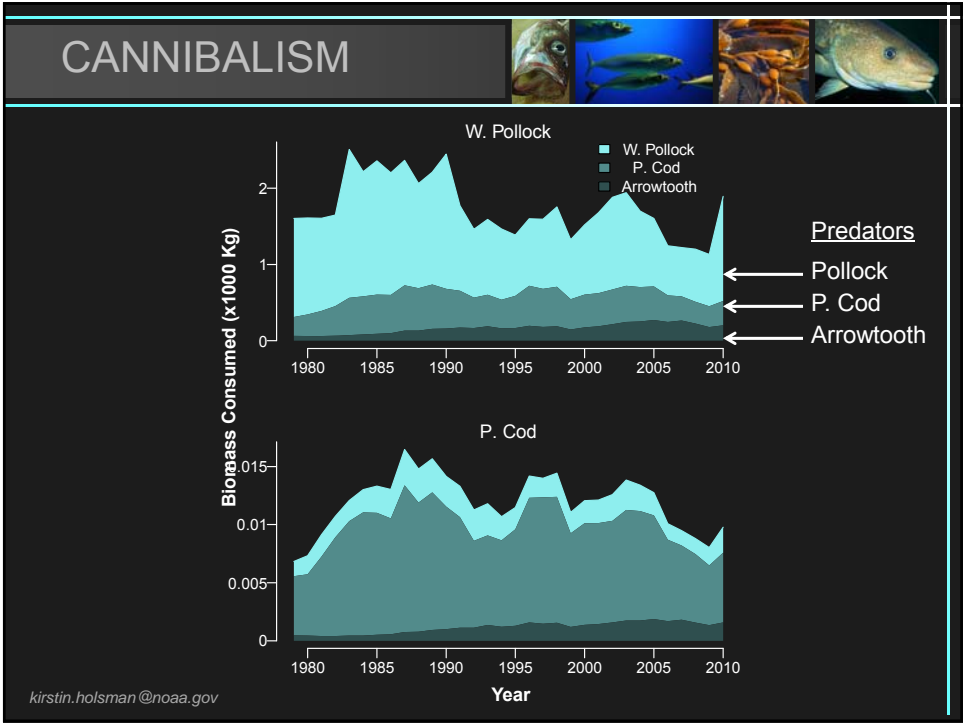 CANNIBALISM
W. Pollock
W. Pollock
P. Cod
Arrowtooth
2
1
0
1980 1985 1990 1995 2000 2005 2010
Predators
Pollock
P. Cod
Arrowtooth
Biomass Consumed (x1000 Kg)
P. Cod
0.015
0.01
0.005
0
1980 1985 1990 1995 2000 2005 2010
Year
kirstin.holsman@noaa.gov